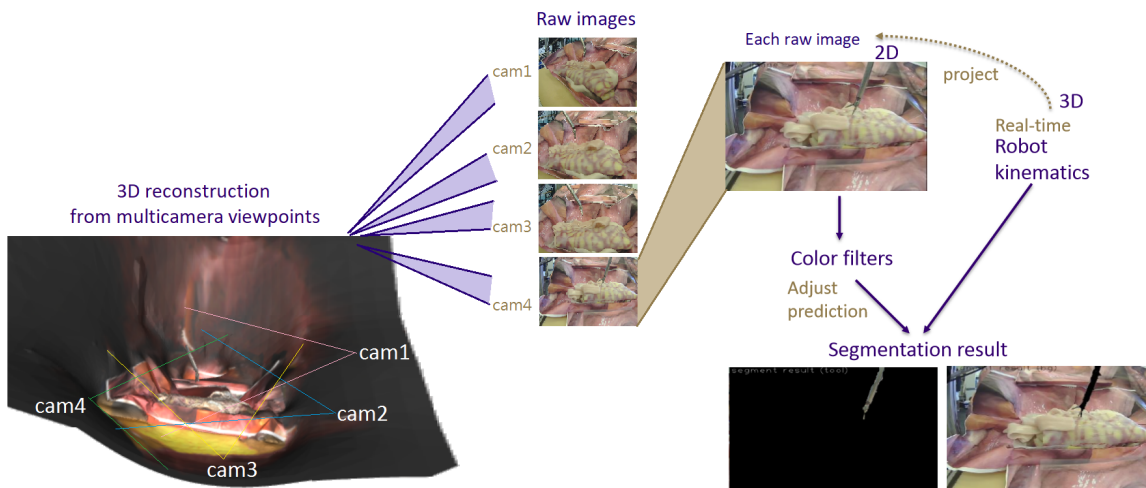 Raw images
Each raw image
2D
project
3D
Real-time
Robot
kinematics
cam1
cam2
cam3
cam4
3D reconstruction
from multicamera viewpoints
cam1
cam2
cam3
cam4
Color filters
Adjust
prediction
Segmentation result
segment result (tool)